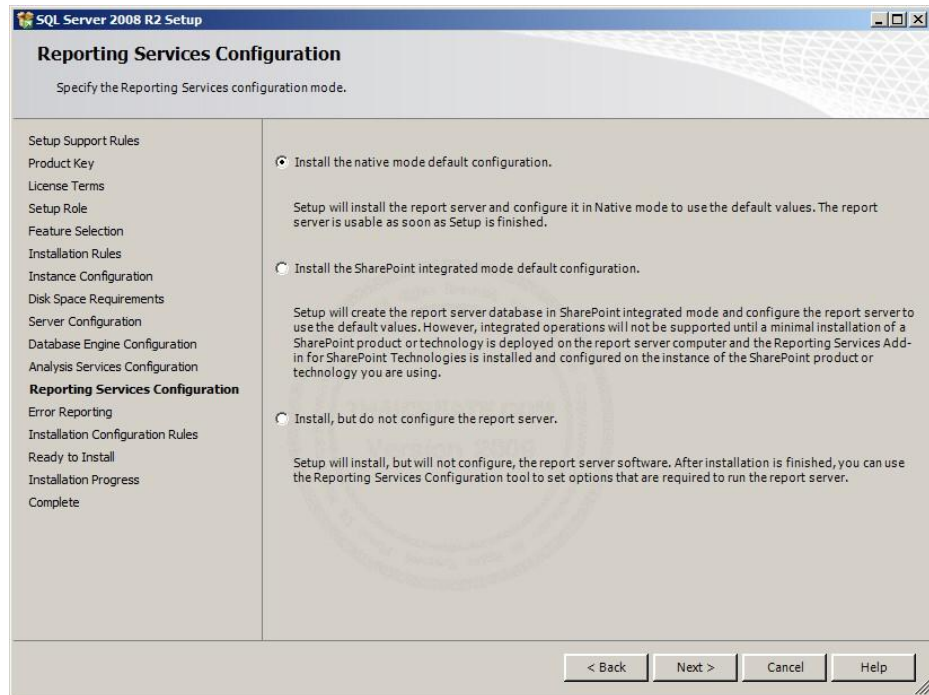 SQL Server 2008 R2 Setup
Reporting Services Configuration
Specify the Reporting Services configuration mode.
Setup Support Rules
Product Key
License Terms
Setup Role
Feature Selection
Installation Rules
Instance Configuration
Disk Space Requirements
Server Configuration
Database Engine Configuration
Analysis Services Configuration
Reporting Services Configuration
Error Reporting
Installation Configuration Rules
Ready to Install
Installation Progress
Complete
Install the native mode default configuration.
Setup will install the report server and configure it in Native mode to use the default values. The report
server is usable as soon as Setup is finished.
Install the SharePoint integrated mode default configuration.
Setup will create the report server database in SharePoint integrated mode and configure the report server to
use the default values. However, integrated operations will not be supported until a minimal installation of a
SharePoint product or technology is deployed on the report server computer and the Reporting Services Add-
in for SharePoint Technologies is installed and configured on the instance of the SharePoint product or
technology you are using.
Install, but do not configure the report server.
Setup will install, but will not configure, the report server software. After installation is finished, you can use
the Reporting Services Configuration tool to set options that are required to run the report server.
< Back
Next >
Cancel
Help